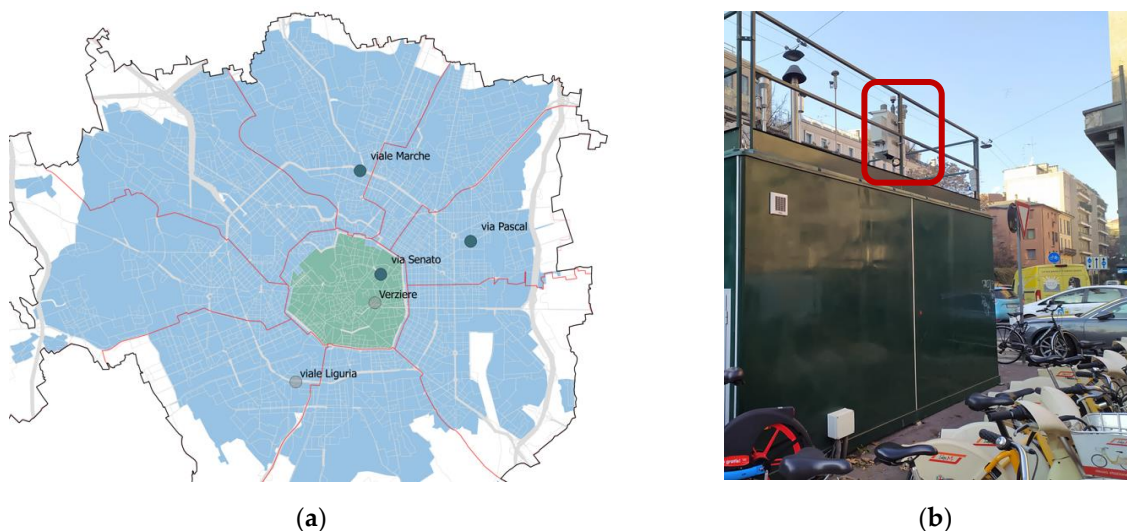 viale Marche
via Pascal
via Senato
Verziere
viale Liguria
(a)
(b)